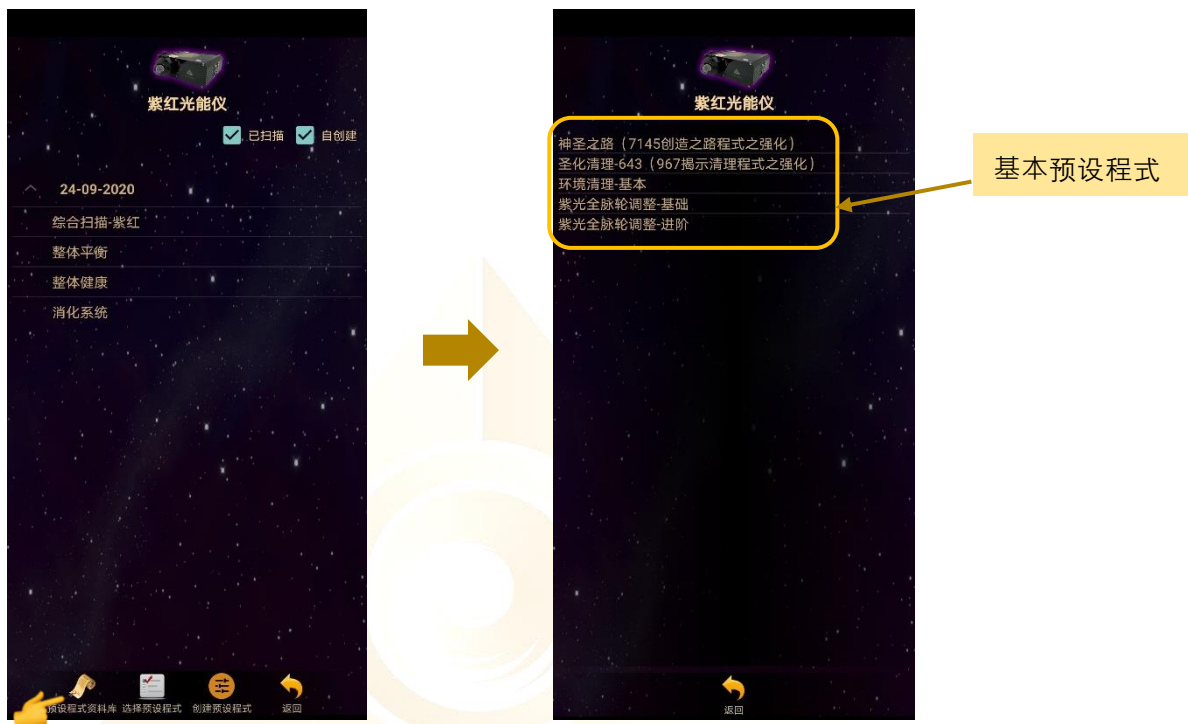 紫红光能仪
已扫描
自创建
24-09-2020
综合扫描-紫红
整体平衡
整体健康
消化系统
预设程式资料库
选择预设程式
创建预设程式
返回
紫红光能仪
神圣之路（7145创造之路程式之强化）
圣化清理-643（967揭示清理程式之强化）
环境清理-基本
紫光全脉轮调整-基础
紫光全脉轮调整-进阶
返回
基本预设程式